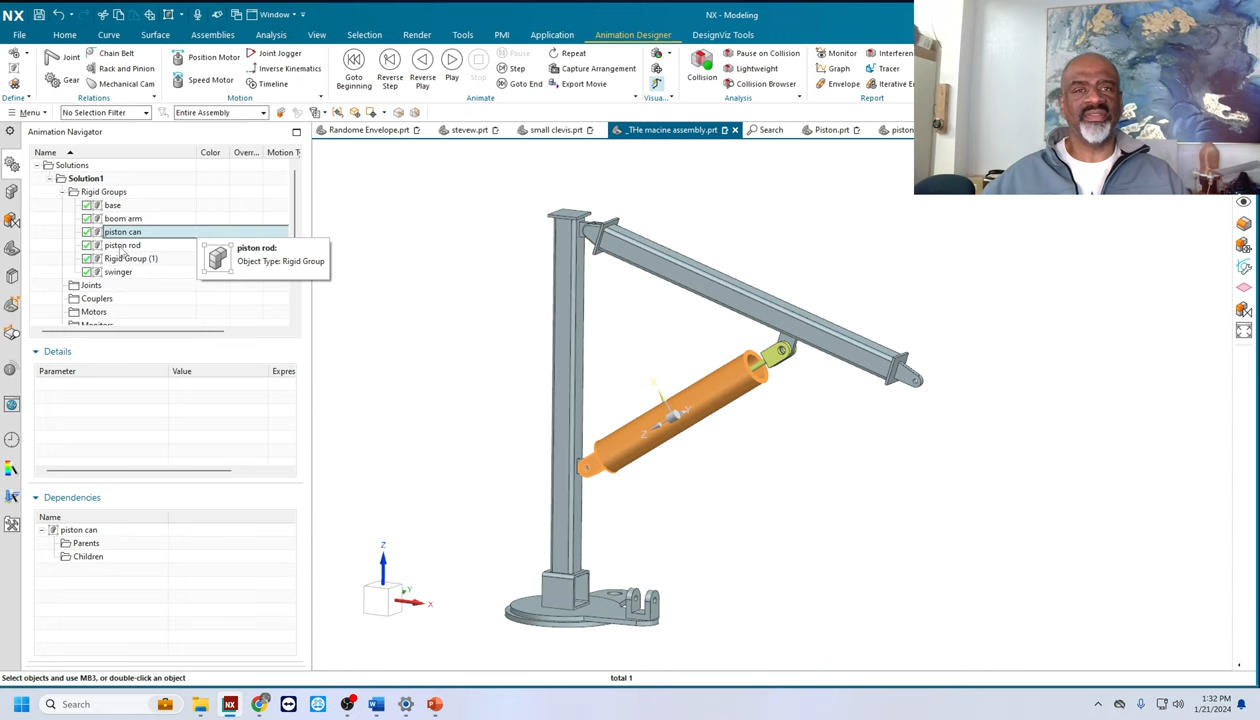 NX Window NX - Modeling
File Home Curve Surface Assemblies Analysis View Selection Render Tools PMI Application Animation Designer DesignViz Tools
Joint Chain Belt Position Motor Joint Jogger Pause Repeat Pause on Collision Monitor Interferen
Rack and Pinion Inverse Kinematics Step Capture Arrangement Lightweight Graph Tracer
Gear Mechanical Cam Speed Motor Timeline Goto Beginning Reverse Step Reverse Play Play Stop Goto End Export Movie Collision Collision Browser Envelope Iterative En
Define Relations Motion Animate Visua... Analysis Report
Menu No Selection Filter Entire Assembly
Animation Navigator
Randome Envelope.prt stevew.prt small clevis.prt _THe macine assembly.prt Search Piston.prt piston
Name Color Overr... Motion T
Solutions
Solution1
Rigid Groups
base
boom arm
piston can
piston rod
Rigid Group (1)
swinger
Joints
Couplers
Motors
Monitors
piston rod:
Object Type: Rigid Group
Details
Parameter Value Expres
Dependencies
Name
piston can
Parents
Children
X
Y
Z
Z
Y
X
Select objects and use MB3, or double-click an object total 1
Search 1:32 PM
1/21/2024